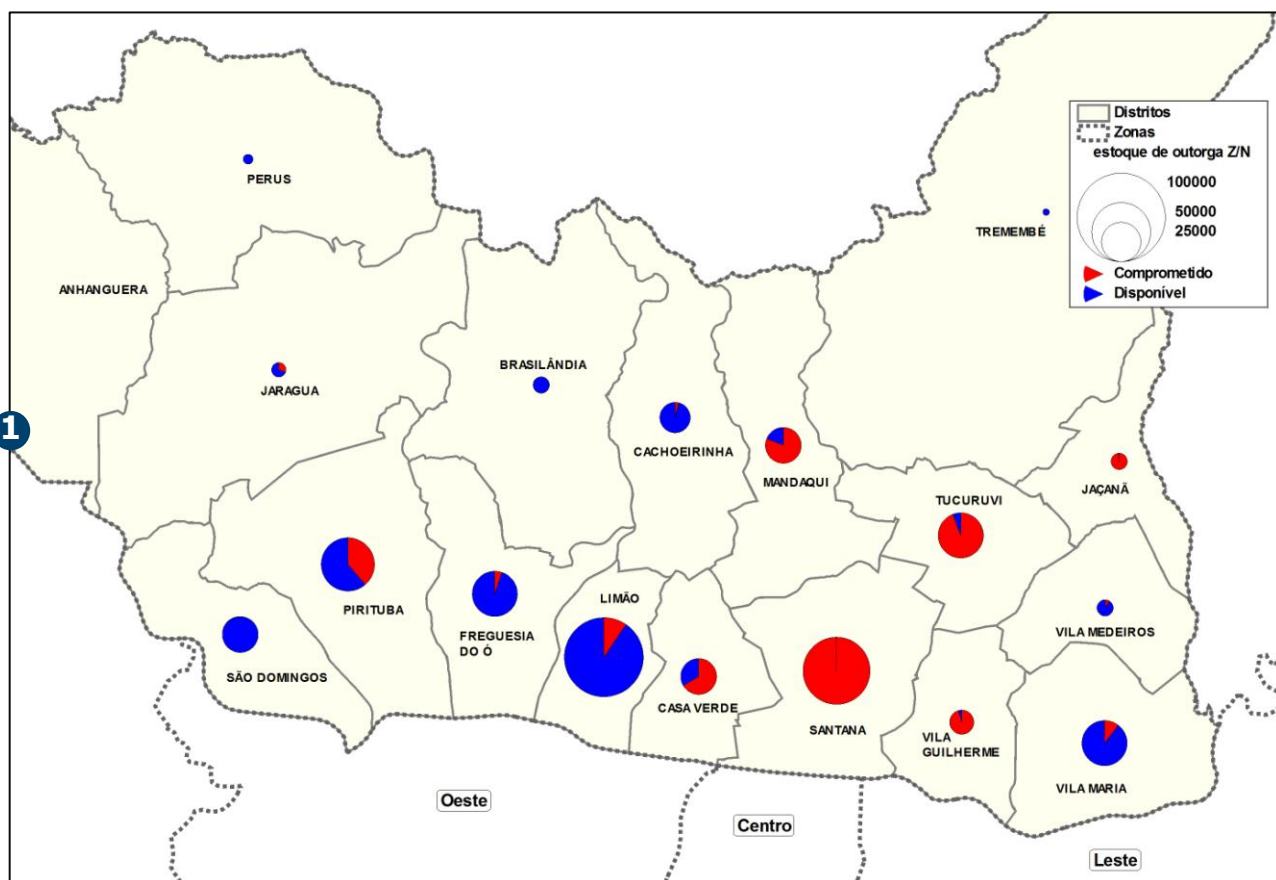 Distritos
Zonas
estoque de outorga Z/N
100000
50000
25000
Comprometido
Disponível
PERUS
TREMEMBÉ
ANHANGUERA
BRASILÂNDIA
JARAGUA
1
CACHOEIRINHA
MANDAQUI
JAÇANÃ
TUCURUVI
LIMÃO
PIRITUBA
FREGUESIA
DO Ó
VILA MEDEIROS
SÃO DOMINGOS
CASA VERDE
SANTANA
VILA
GUILHERME
VILA MARIA
Oeste
Centro
Leste